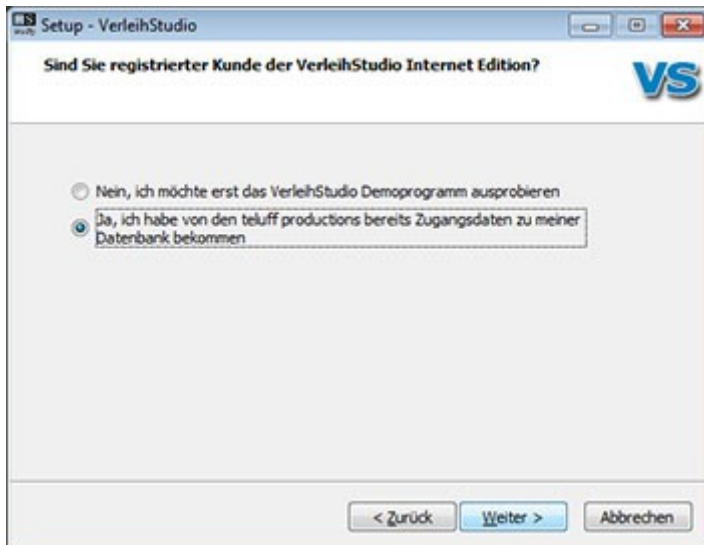 Setup - VerleihStudio
Sind Sie registrierter Kunde der VerleihStudio Internet Edition?
VS
Nein, ich möchte erst das VerleihStudio Demoprogramm ausprobieren
Ja, ich habe von den teluff productions bereits Zugangsdaten zu meiner
Datenbank bekommen
< Zurück
Weiter >
Abbrechen